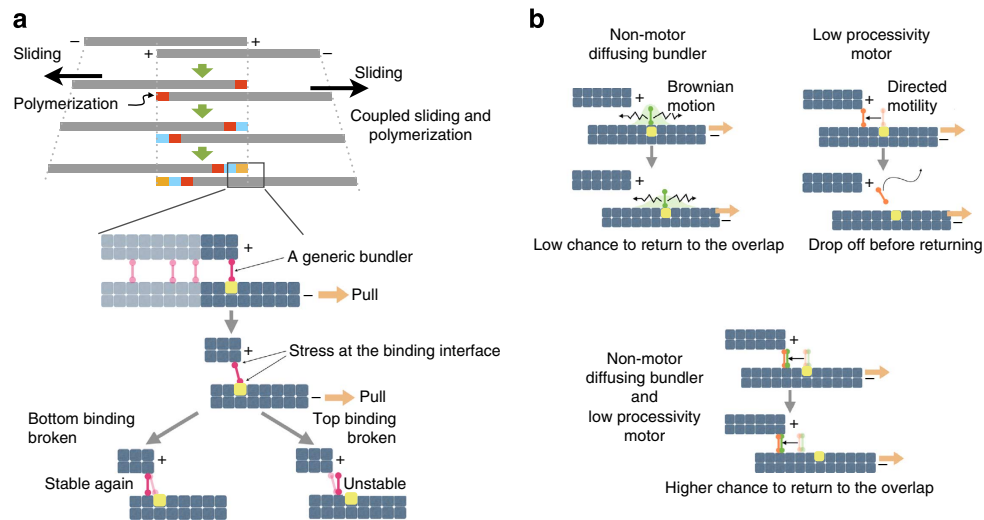 a
− +
+ −
Sliding
Sliding
Polymerization
Coupled sliding and
polymerization
+
A generic bundler
− Pull
+
Stress at the binding interface
− Pull
Bottom binding
broken
Top binding
broken
+
+
Stable again
Unstable
b
Non-motor
diffusing bundler
Low processivity
motor
Brownian
motion
+
−
+
−
Low chance to return to the overlap
Directed
motility
+
−
+
−
Drop off before returning
Non-motor
diffusing bundler
and
low processivity
motor
+
−
+
−
Higher chance to return to the overlap